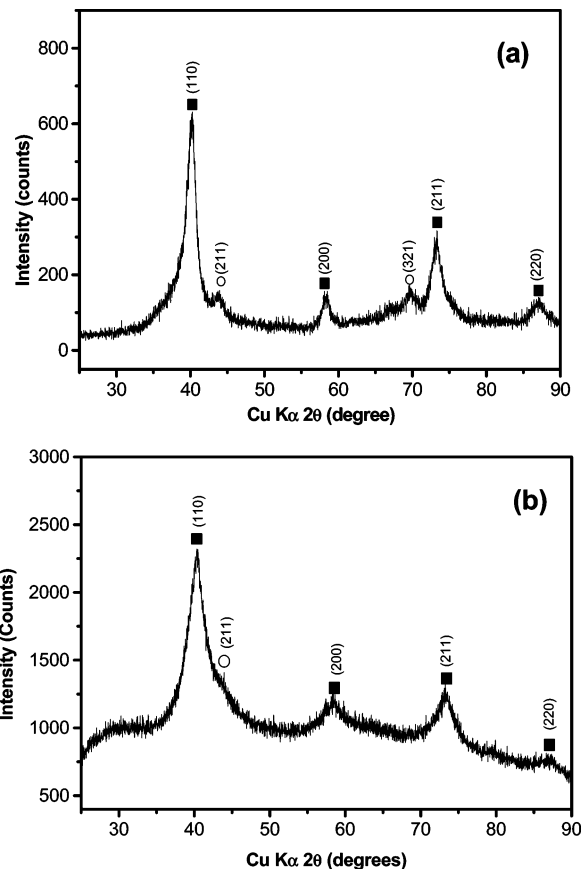 (a)
(110)
(211)
(200)
(321)
(211)
(220)
800
600
400
200
0
Intensity (counts)
30 40 50 60 70 80 90
Cu Kα 2θ (degree)
(b)
(110)
(211)
(200)
(211)
(220)
3000
2500
2000
1500
1000
500
Intensity (Counts)
30 40 50 60 70 80 90
Cu Kα 2θ (degrees)